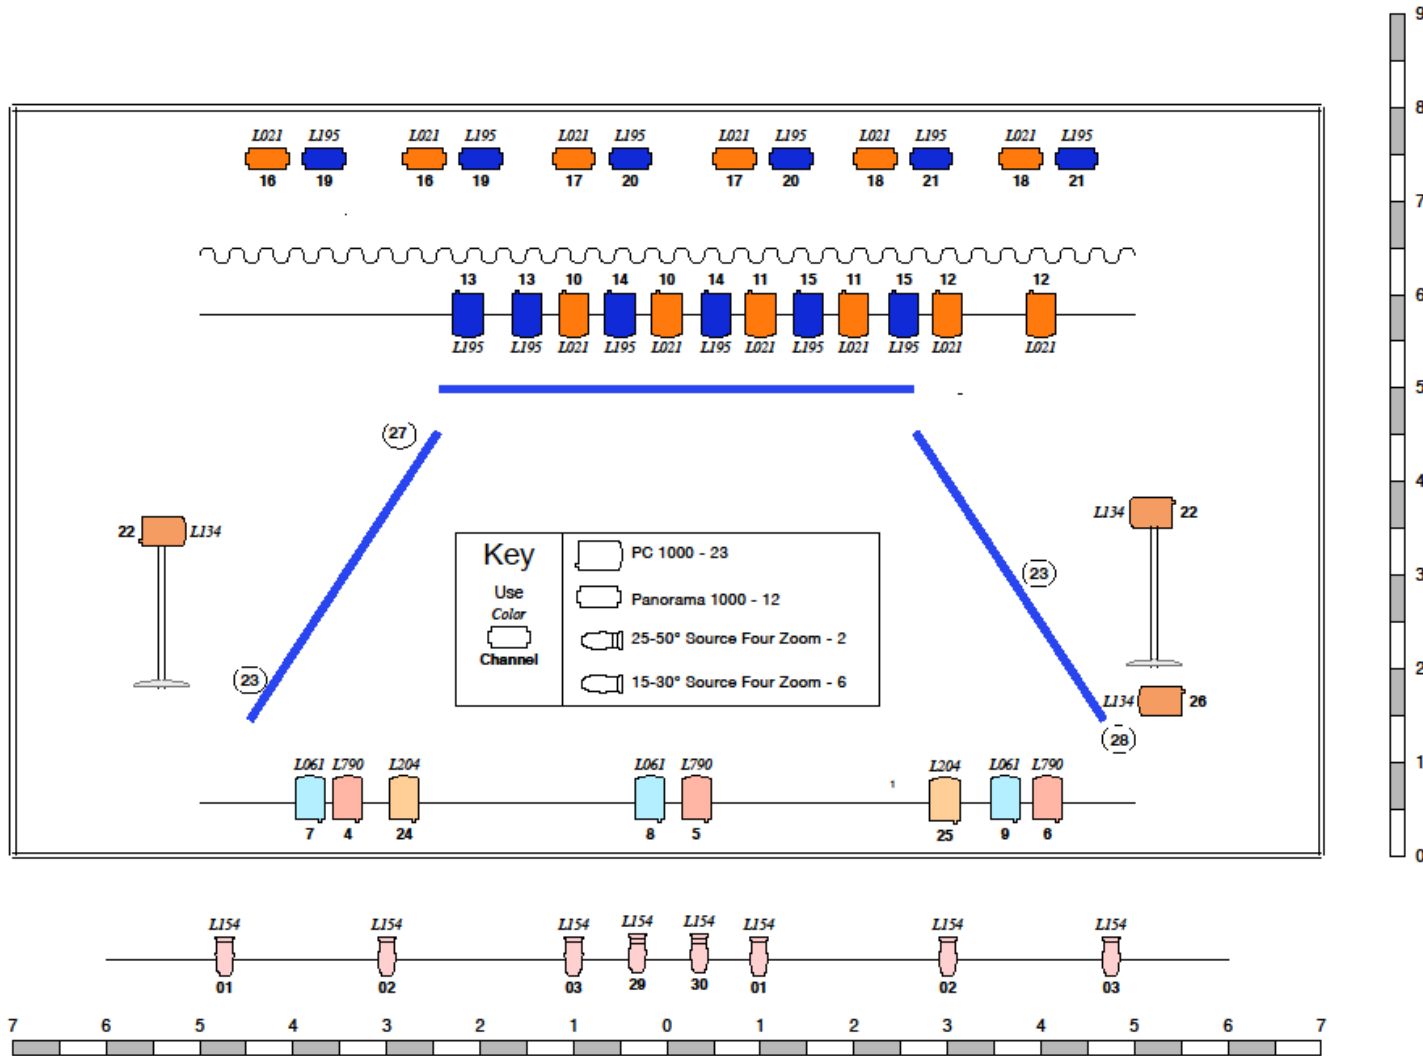 9
8
7
6
5
4
3
2
1
0
L021 L195 L021 L195 L021 L195 L021 L195 L021 L195 L021 L195
16 19 16 19 17 20 17 20 18 21 18 21
13 13 10 14 10 14 11 15 11 15 12 12
L195 L195 L021 L195 L021 L195 L021 L195 L021 L195 L021 L021
27
22 L134
L134 22
23
23
L134 26
28
Key
Use
Color
Channel
PC 1000 - 23
Panorama 1000 - 12
25-50° Source Four Zoom - 2
15-30° Source Four Zoom - 6
L061 L790 L204 L061 L790 L204 L061 L790
1
7 4 24 8 5 25 9 6
L154 L154 L154 L154 L154 L154 L154 L154
01 02 03 29 30 01 02 03
7 6 5 4 3 2 1 0 1 2 3 4 5 6 7